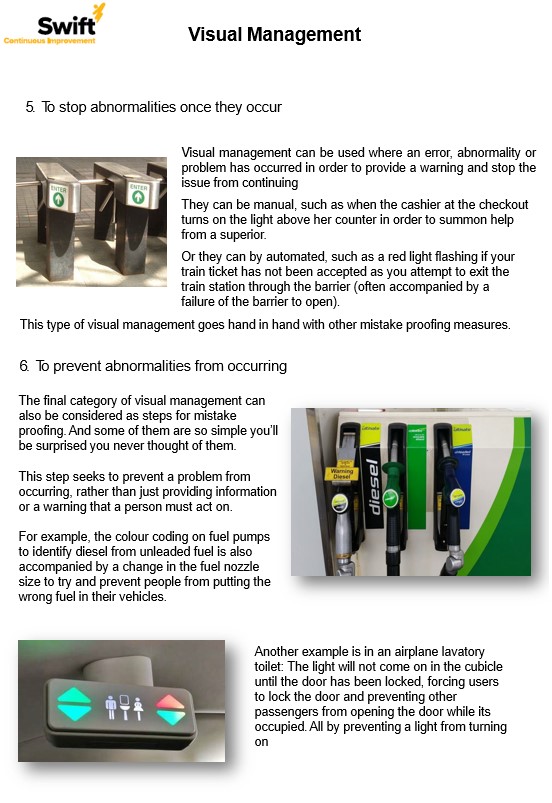 Swift
Continuous Improvement
Visual Management
5. To stop abnormalities once they occur
ENTER
ENTER
Visual management can be used where an error, abnormality or
problem has occurred in order to provide a warning and stop the
issue from continuing
They can be manual, such as when the cashier at the checkout
turns on the light above her counter in order to summon help
from a superior.
Or they can by automated, such as a red light flashing if your
train ticket has not been accepted as you attempt to exit the
train station through the barrier (often accompanied by a
failure of the barrier to open).
This type of visual management goes hand in hand with other mistake proofing measures.
6. To prevent abnormalities from occurring
The final category of visual management can
also be considered as steps for mistake
proofing. And some of them are so simple you'll
be surprised you never thought of them.
This step seeks to prevent a problem from
occurring, rather than just providing information
or a warning that a person must act on.
For example, the colour coding on fuel pumps
to identify diesel from unleaded fuel is also
accompanied by a change in the fuel nozzle
size to try and prevent people from putting the
wrong fuel in their vehicles.
Warning
Diesel
diesel
Another example is in an airplane lavatory
toilet: The light will not come on in the cubicle
until the door has been locked, forcing users
to lock the door and preventing other
passengers from opening the door while its
occupied. All by preventing a light from turning
on